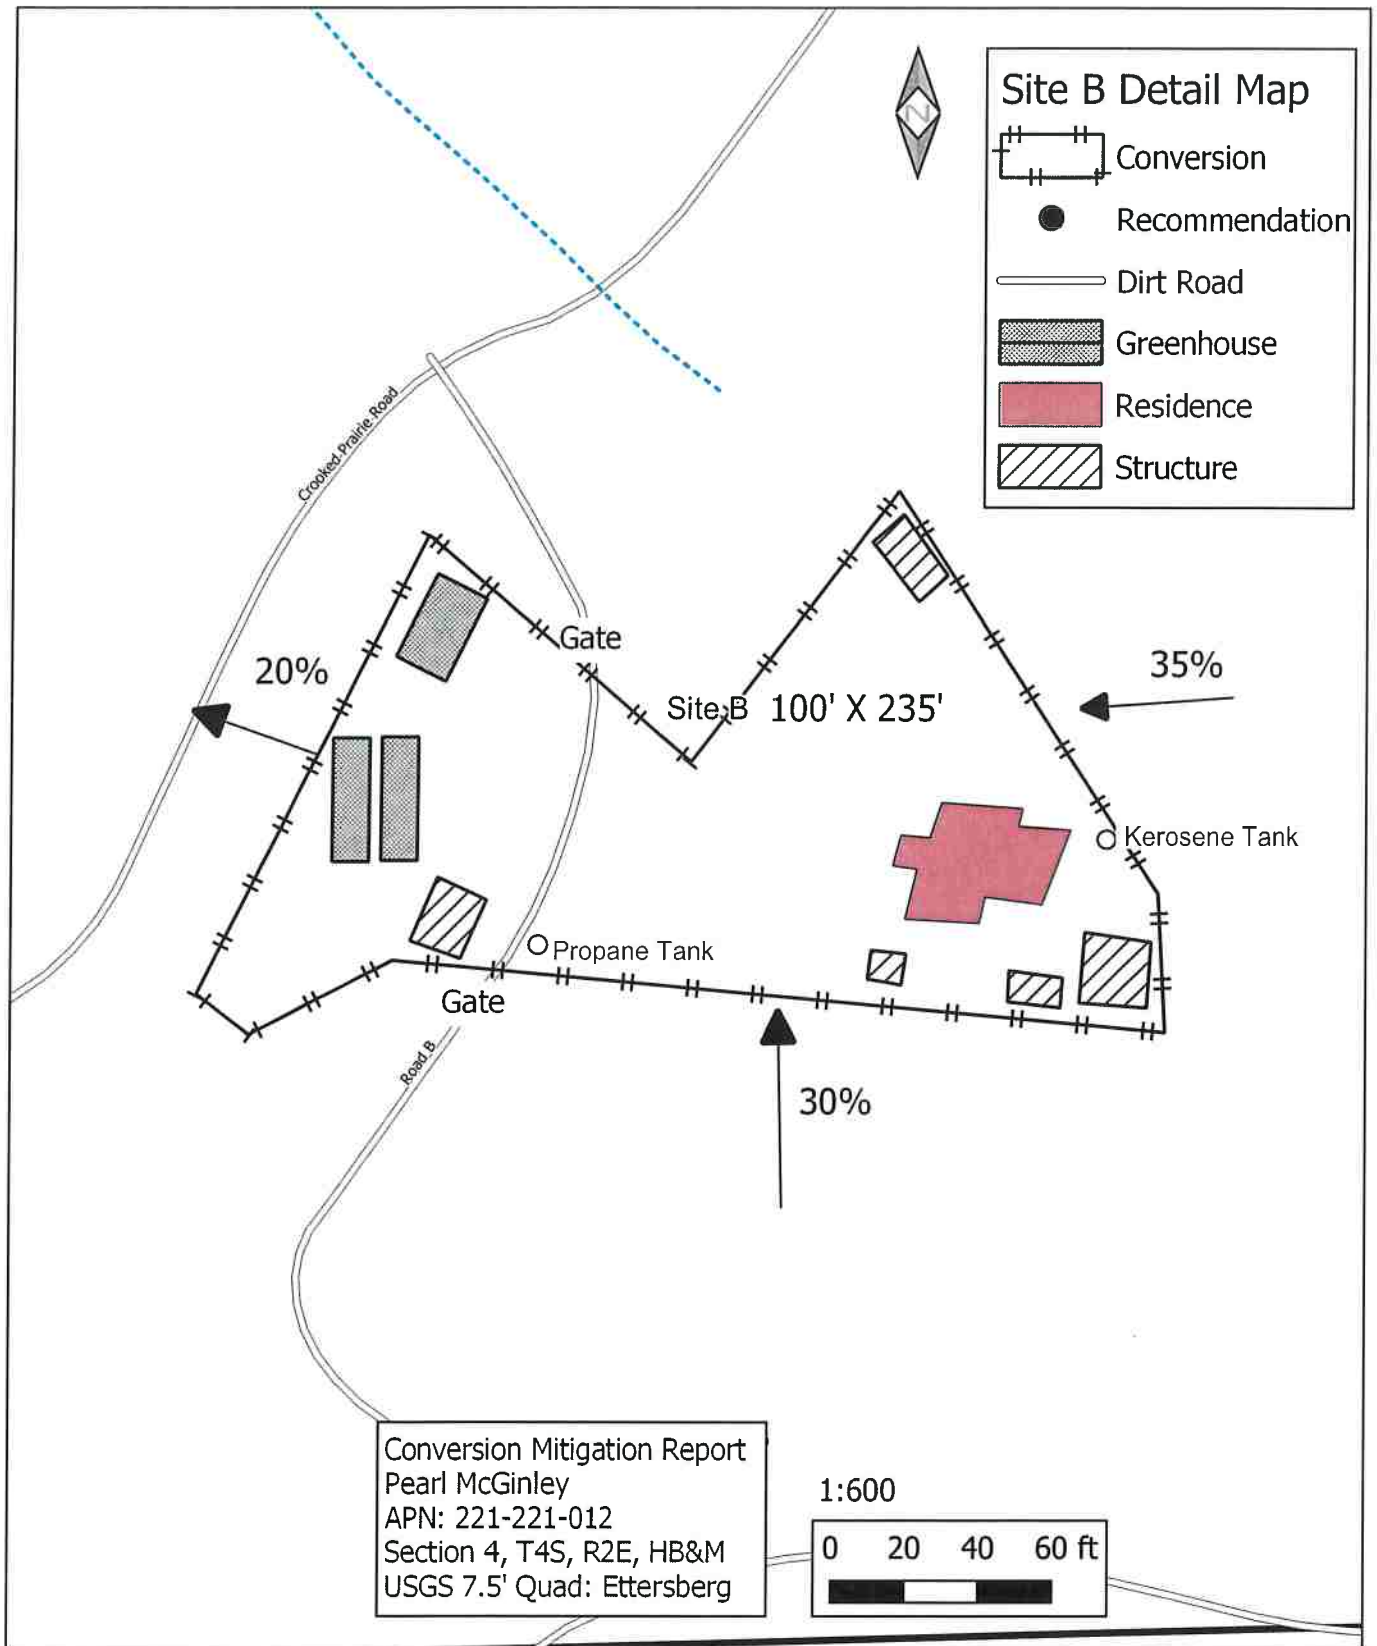 Site B Detail Map
N
Conversion
Recommendation
Dirt Road
Greenhouse
Residence
Structure
Crooked Prairie Road
Gate
20%
35%
Site B 100' X 235'
Kerosene Tank
Propane Tank
Gate
Road B
30%
Conversion Mitigation Report
Pearl McGinley
APN: 221-221-012
Section 4, T4S, R2E, HB&M
USGS 7.5' Quad: Ettersberg
1:600
0 20 40 60 ft